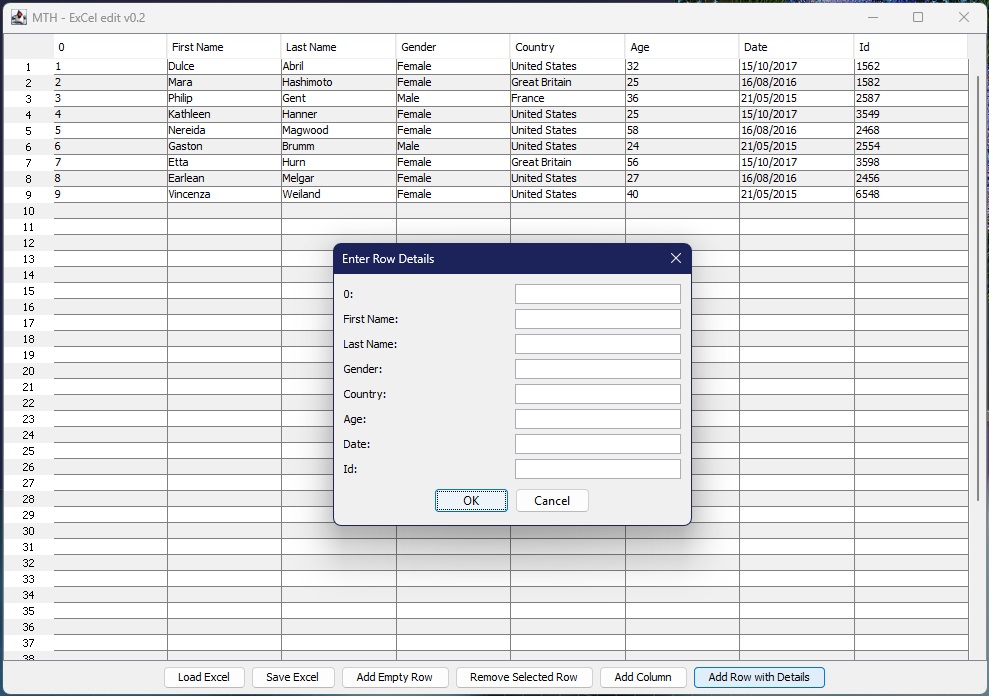 MTH - ExCel edit v0.2
0 First Name Last Name Gender Country Age Date Id
1 1 Dulce Abril Female United States 32 15/10/2017 1562
2 2 Mara Hashimoto Female Great Britain 25 16/08/2016 1582
3 3 Philip Gent Male France 36 21/05/2015 2587
4 4 Kathleen Hanner Female United States 25 15/10/2017 3549
5 5 Nereida Magwood Female United States 58 16/08/2016 2468
6 6 Gaston Brumm Male United States 24 21/05/2015 2554
7 7 Etta Hurn Female Great Britain 56 15/10/2017 3598
8 8 Earlean Melgar Female United States 27 16/08/2016 2456
9 9 Vincenza Weiland Female United States 40 21/05/2015 6548
10
11
12
13
14
15
16
17
18
19
20
21
22
23
24
25
26
27
28
29
30
31
32
33
34
35
36
37
38
Enter Row Details
0:
First Name:
Last Name:
Gender:
Country:
Age:
Date:
Id:
OK Cancel
Load Excel Save Excel Add Empty Row Remove Selected Row Add Column Add Row with Details